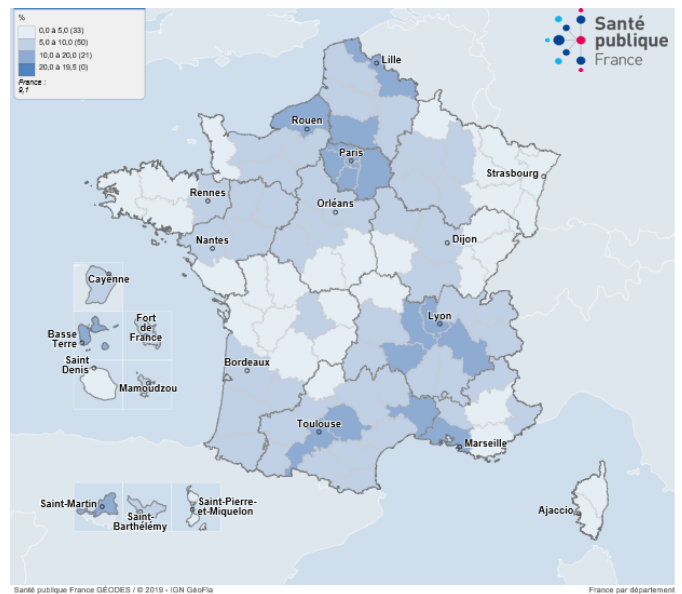 %
0,0 à 5,0 (33)
5,0 à 10,0 (50)
10,0 à 20,0 (21)
20,0 à 19,5 (0)
France :
9,1
Santé
publique
France
Lille
Rouen
Paris
Strasbourg
Rennes
Orléans
Nantes
Dijon
Cayenne
Lyon
Fort
de
France
Basse
Terre
Saint
Denis
Mamoudzou
Bordeaux
Toulouse
Marseille
Saint-Martin
Saint-
Barthélémy
Saint-Pierre-
et-Miquelon
Ajaccio
Santé publique France GÉODES / © 2019 - IGN GéoFla
France par département